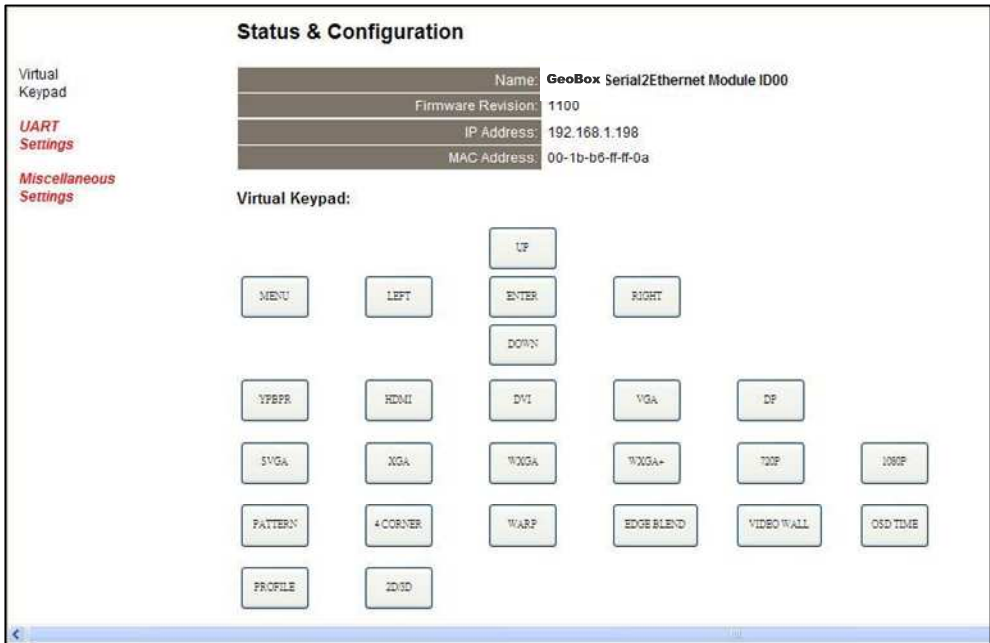 Status & Configuration
Virtual
Keypad
UART
Settings
Miscellaneous
Settings
Name: GeoBox Serial2Ethernet Module ID00
Firmware Revision: 1100
IP Address: 192.168.1.198
MAC Address: 00-1b-b6-ff-ff-0a
Virtual Keypad:
UP
MENU LEFT ENTER RIGHT
DOWN
YPBPR HDMI DVI VGA DP
SVGA XGA WXGA WXGA+ 720P 1080P
PATTERN 4 CORNER WARP EDGE BLEND VIDEO WALL OSD TIME
PROFILE 2D/3D